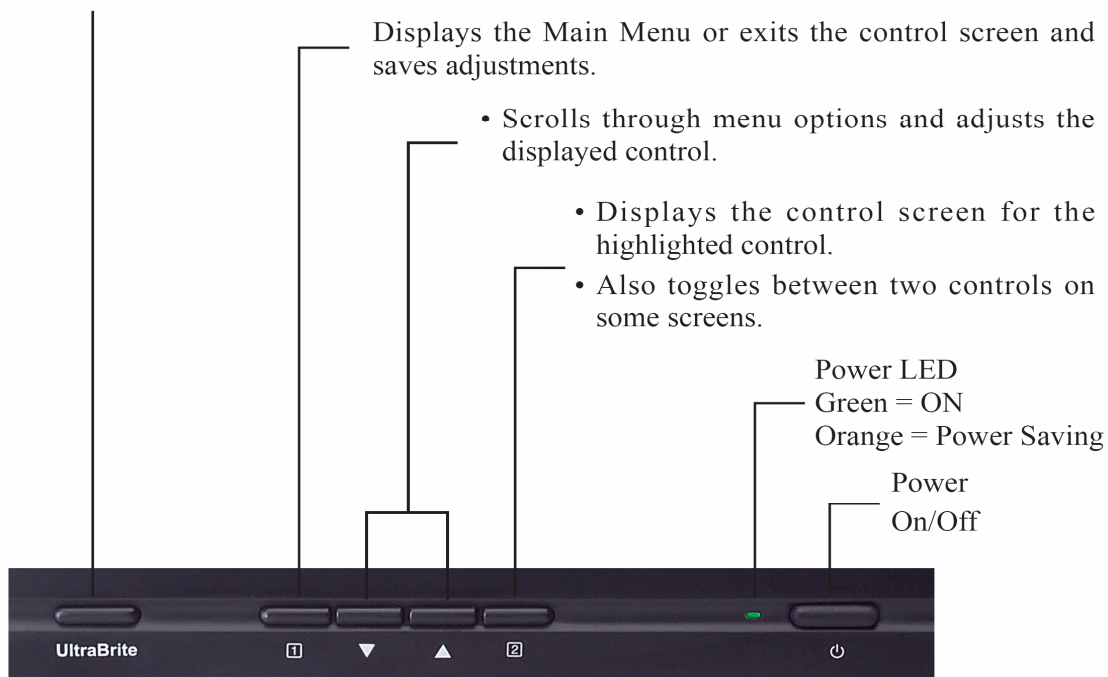 Displays the Main Menu or exits the control screen and
saves adjustments.
• Scrolls through menu options and adjusts the
displayed control.
• Displays the control screen for the
highlighted control.
• Also toggles between two controls on
some screens.
Power LED
Green = ON
Orange = Power Saving
Power
On/Off
UltraBrite
1
▼
▲
2